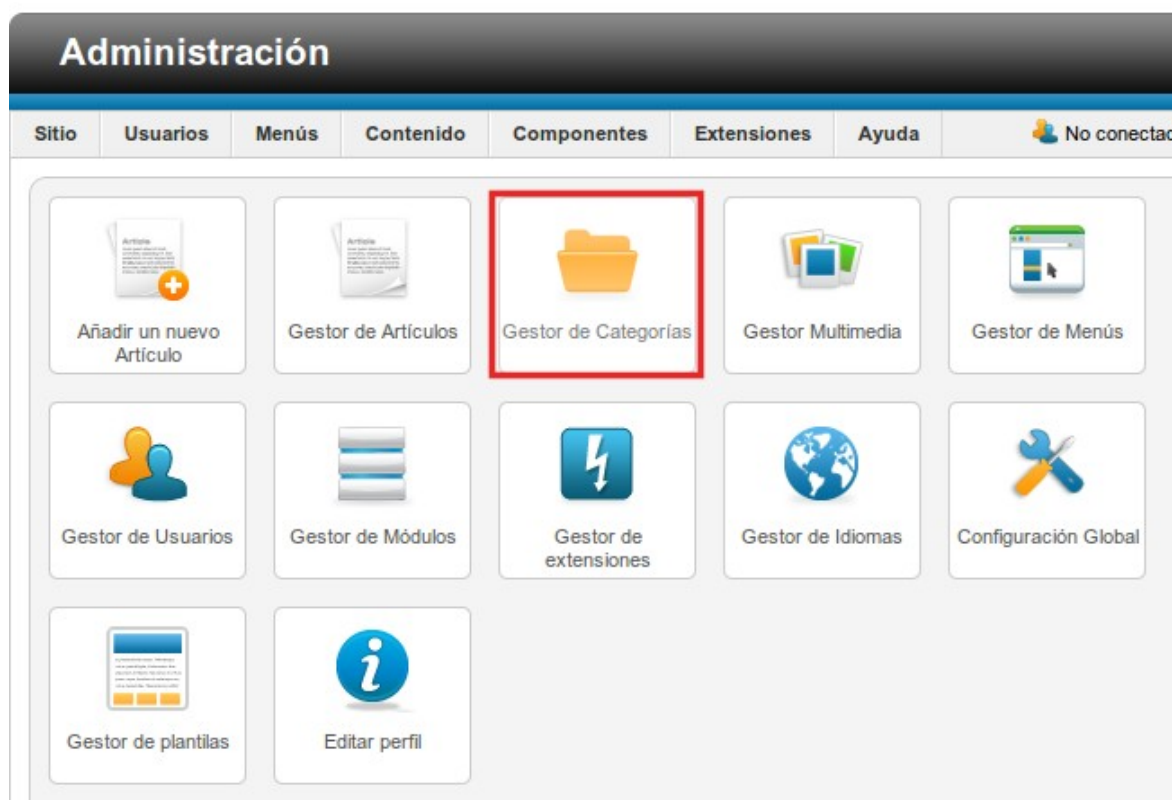 Administración
Sitio Usuarios Menús Contenido Componentes Extensiones Ayuda No conectad
Article Article
Añadir un nuevo Gestor de Artículos Gestor de Categorías Gestor Multimedia Gestor de Menús
Artículo
Gestor de Usuarios Gestor de Módulos Gestor de Gestor de Idiomas Configuración Global
extensiones
Gestor de plantilas Editar perfil